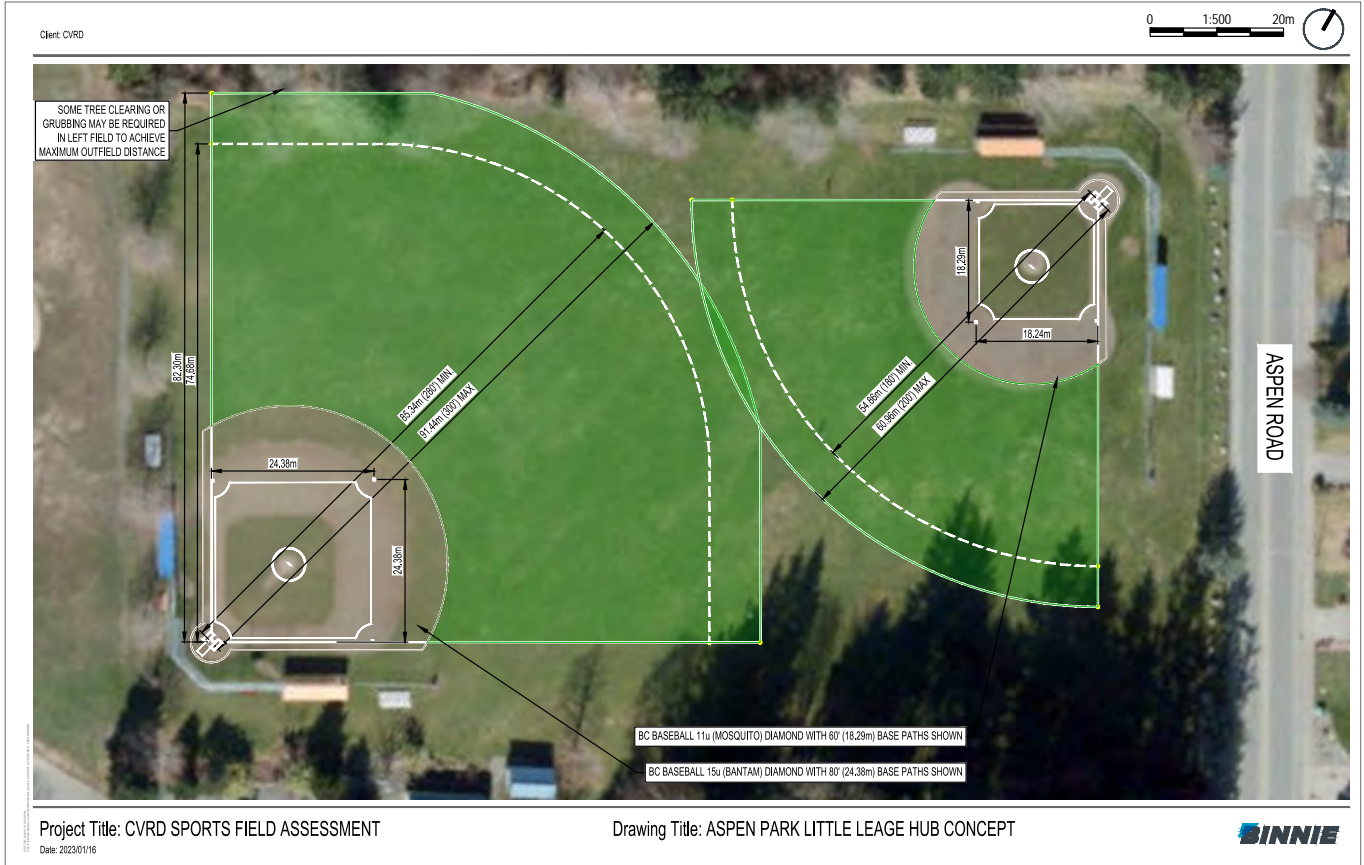 Client: CVRD
0 1:500 20m
SOME TREE CLEARING OR
GRUBBING MAY BE REQUIRED
IN LEFT FIELD TO ACHIEVE
MAXIMUM OUTFIELD DISTANCE
82.30m
74.68m
85.34m (280') MIN.
91.44m (300') MAX
24.38m
24.38m
18.29m
18.24m
54.86m (180') MIN.
60.96m (200') MAX
ASPEN ROAD
BC BASEBALL 11u (MOSQUITO) DIAMOND WITH 60' (18.29m) BASE PATHS SHOWN
BC BASEBALL 15u (BANTAM) DIAMOND WITH 80' (24.38m) BASE PATHS SHOWN
Project Title: CVRD SPORTS FIELD ASSESSMENT
Date: 2023/01/16
Drawing Title: ASPEN PARK LITTLE LEAGE HUB CONCEPT
BINNIE